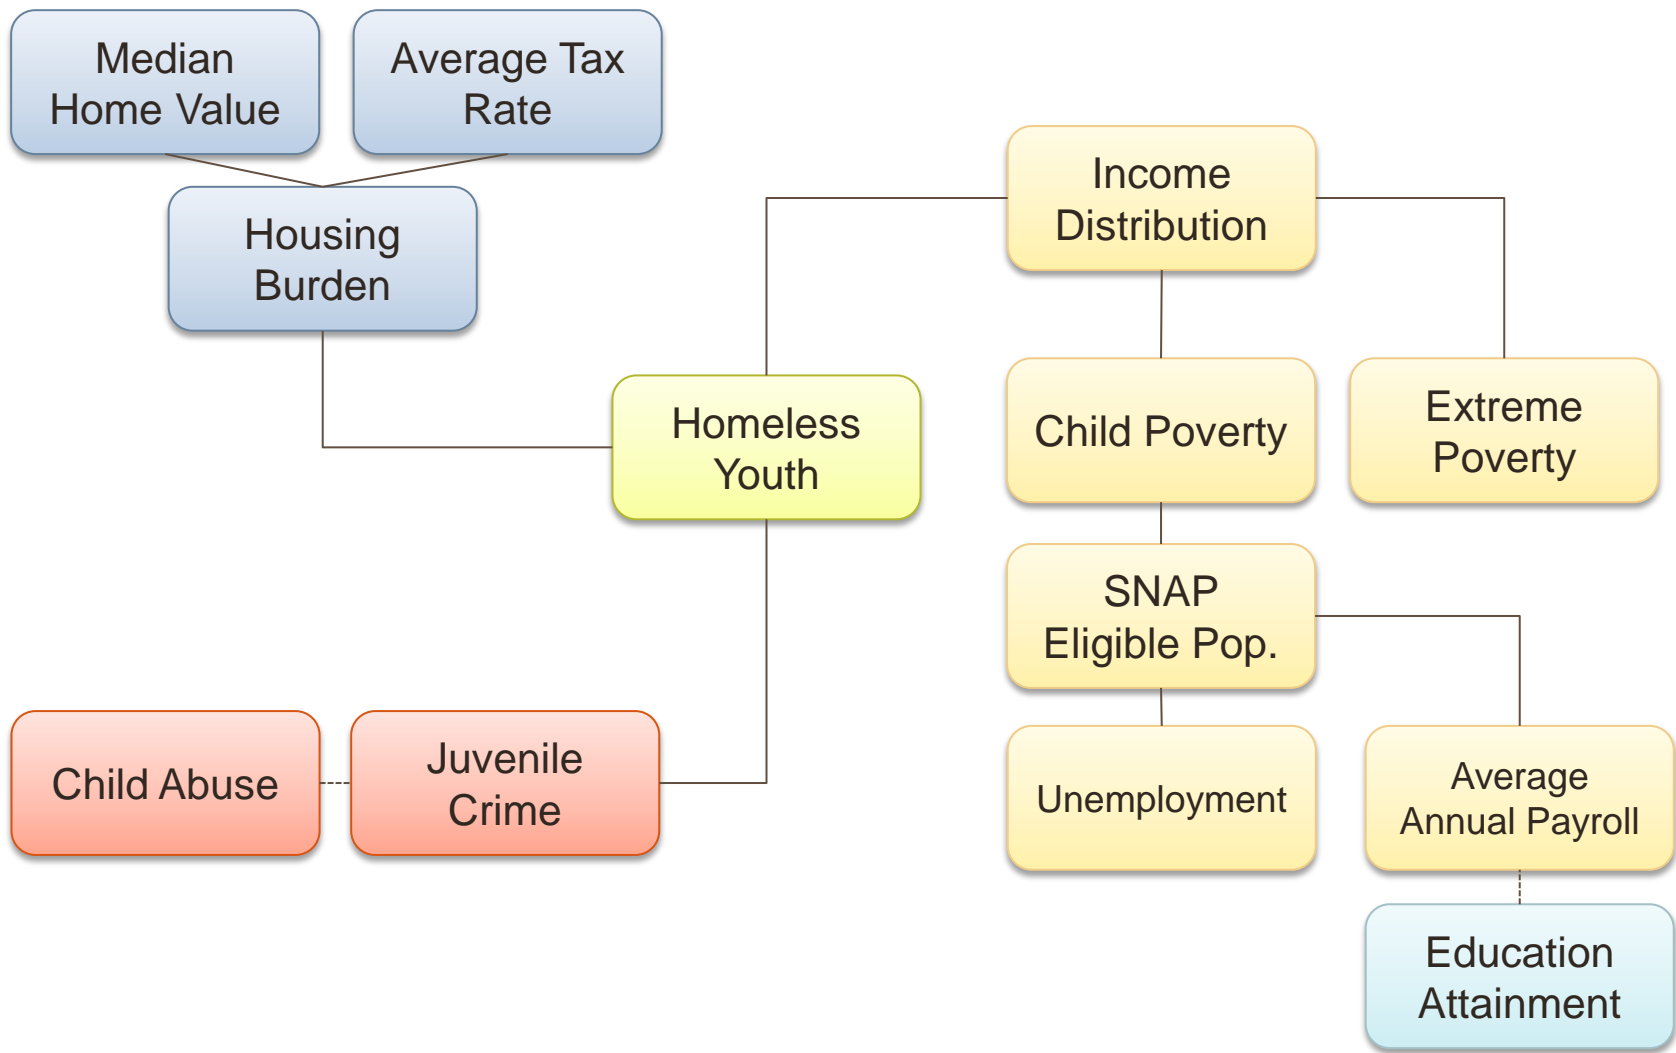 Median
Home Value
Average Tax
Rate
Housing
Burden
Income
Distribution
Homeless
Youth
Child Poverty
Extreme
Poverty
SNAP
Eligible Pop.
Child Abuse
Juvenile
Crime
Unemployment
Average
Annual Payroll
Education
Attainment